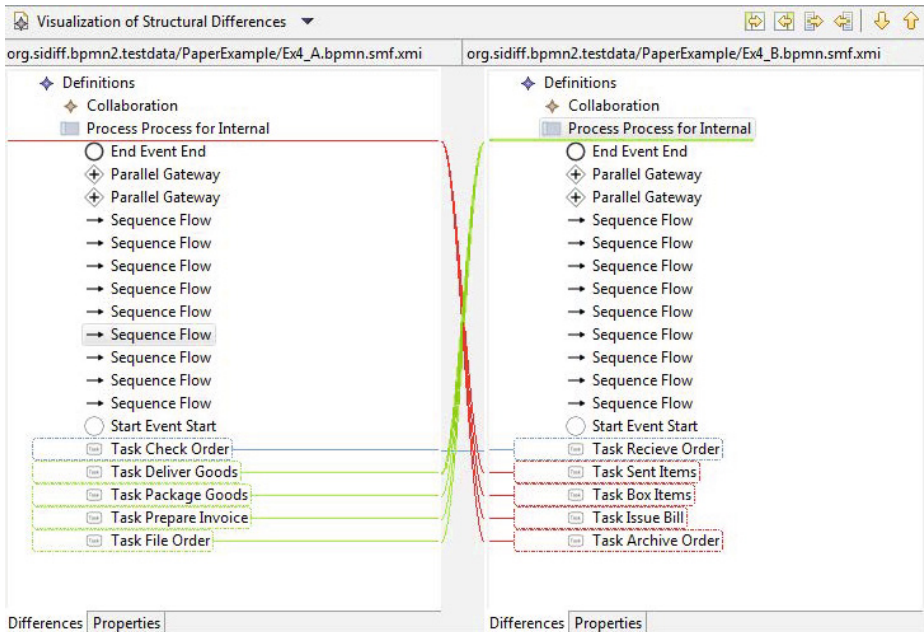 Visualization of Structural Differences
org.sidiff.bpmn2.testdata/PaperExample/Ex4_A.bpmn.smf.xmi
Definitions
Collaboration
Process Process for Internal
End Event End
Parallel Gateway
Parallel Gateway
Sequence Flow
Sequence Flow
Sequence Flow
Sequence Flow
Sequence Flow
Sequence Flow
Sequence Flow
Sequence Flow
Sequence Flow
Start Event Start
Task Check Order
Task Deliver Goods
Task Package Goods
Task Prepare Invoice
Task File Order
Differences Properties
org.sidiff.bpmn2.testdata/PaperExample/Ex4_B.bpmn.smf.xmi
Definitions
Collaboration
Process Process for Internal
End Event End
Parallel Gateway
Parallel Gateway
Sequence Flow
Sequence Flow
Sequence Flow
Sequence Flow
Sequence Flow
Sequence Flow
Sequence Flow
Sequence Flow
Sequence Flow
Start Event Start
Task Recieve Order
Task Sent Items
Task Box Items
Task Issue Bill
Task Archive Order
Differences Properties